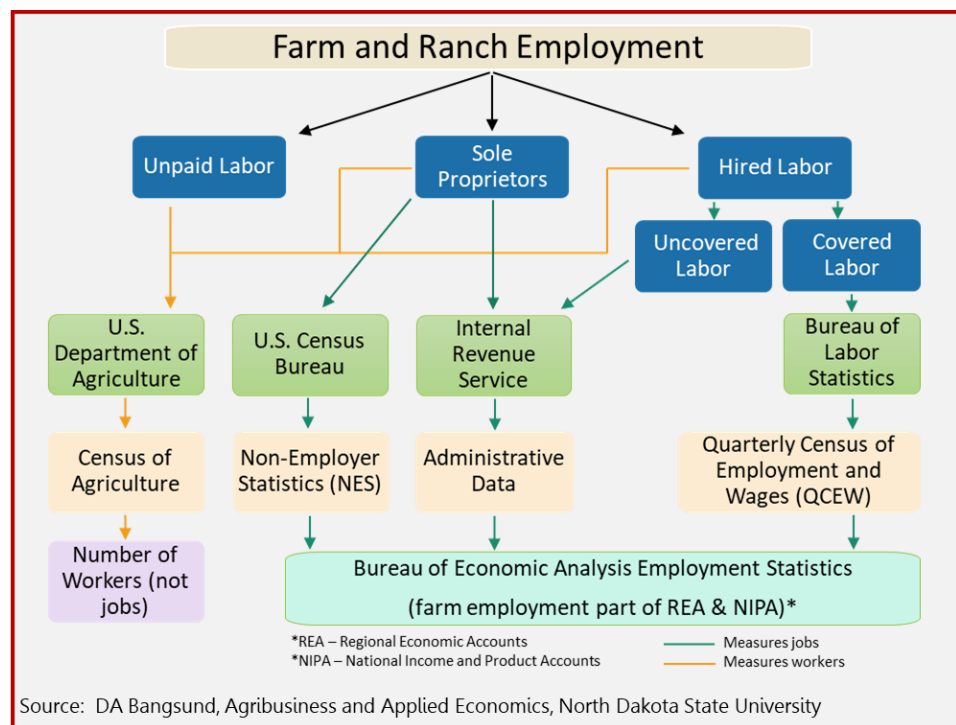 Farm and Ranch Employment
Unpaid Labor
Sole
Proprietors
Hired Labor
Uncovered
Labor
Covered
Labor
U.S.
Department of
Agriculture
U.S. Census
Bureau
Internal
Revenue
Service
Bureau of
Labor
Statistics
Census of
Agriculture
Non-Employer
Statistics (NES)
Administrative
Data
Quarterly Census of
Employment and
Wages (QCEW)
Number of
Workers (not
jobs)
Bureau of Economic Analysis Employment Statistics
(farm employment part of REA & NIPA)*
*REA – Regional Economic Accounts
*NIPA – National Income and Product Accounts
Measures jobs
Measures workers
Source:  DA Bangsund, Agribusiness and Applied Economics, North Dakota State University